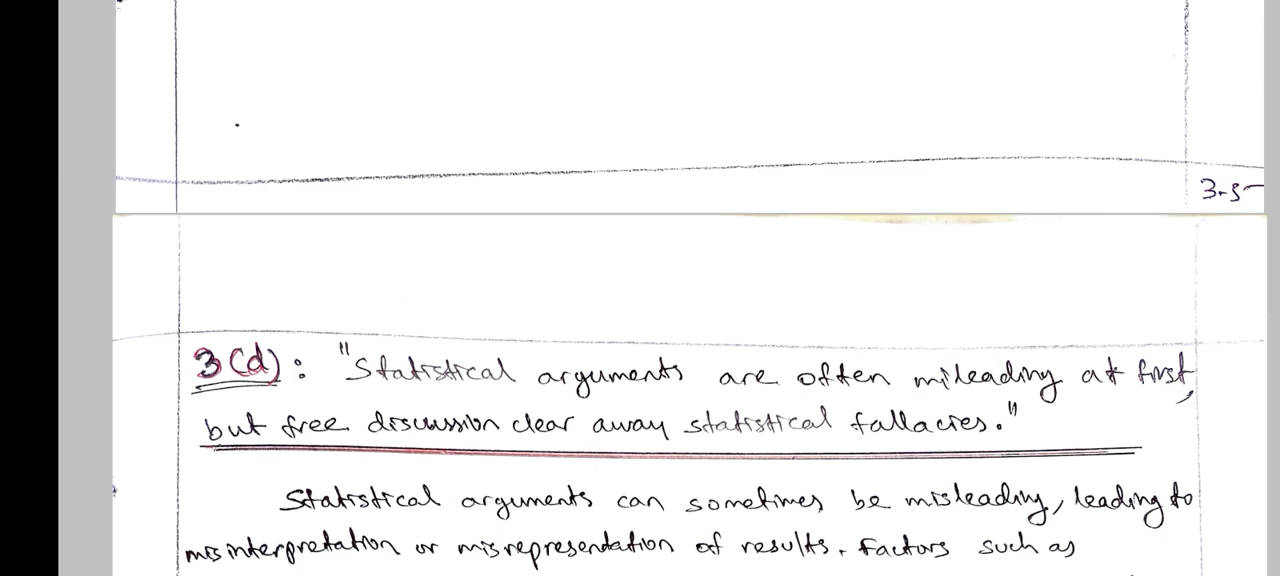 3-5
3(d): "Statistical arguments are often mileading at first,
but free discussion clear away statistical fallacies."
Statistical arguments can sometimes be misleading, leading to
misinterpretation or misrepresentation of results. Factors such as